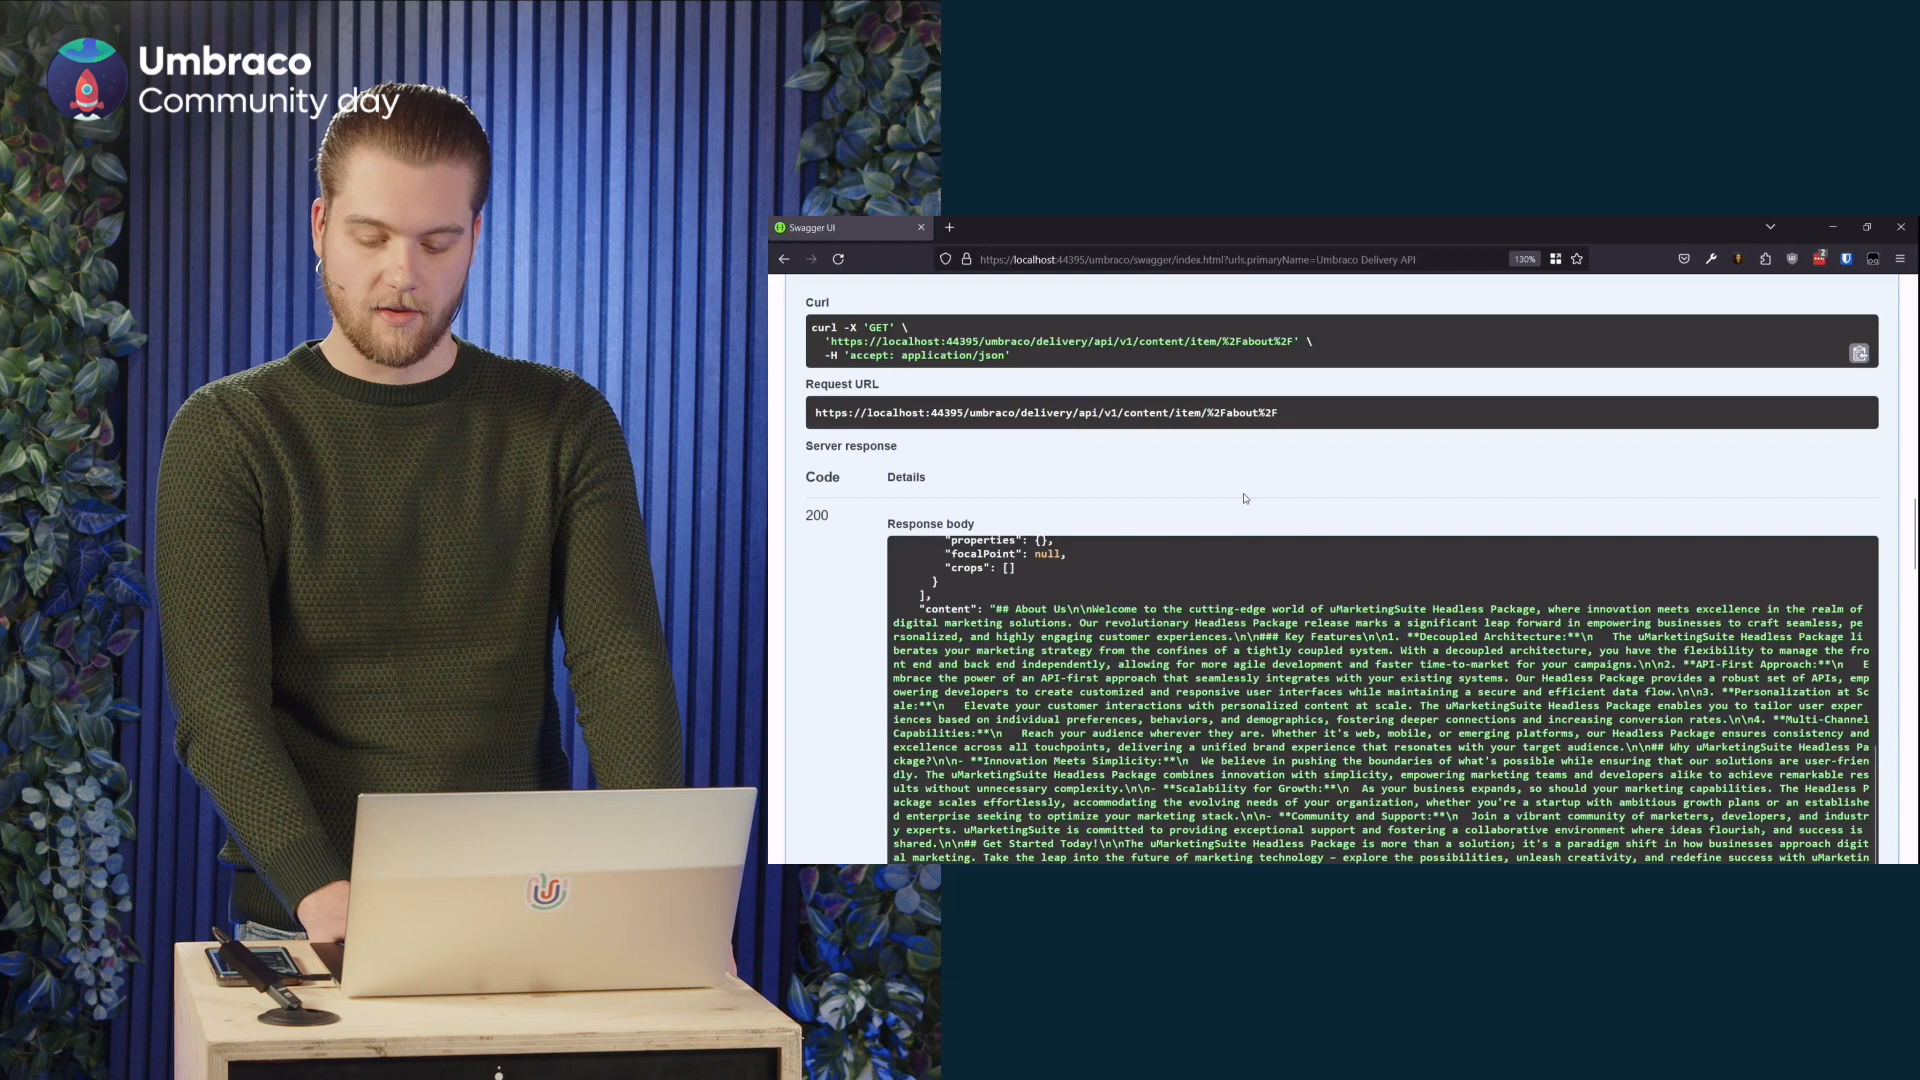 Umbraco
Community day
Swagger UI
https://localhost:44395/umbraco/swagger/index.html?urls.primaryName=Umbraco Delivery API
130%
2
Curl
curl -X 'GET' \
'https://localhost:44395/umbraco/delivery/api/v1/content/item/%2Fabout%2F' \
-H 'accept: application/json'
Request URL
https://localhost:44395/umbraco/delivery/api/v1/content/item/%2Fabout%2F
Server response
Code
Details
200
Response body
"properties": {},
"focalPoint": null,
"crops": []
}
],
"content": "## About Us\n\nWelcome to the cutting-edge world of uMarketingSuite Headless Package, where innovation meets excellence in the realm of
digital marketing solutions. Our revolutionary Headless Package release marks a significant leap forward in empowering businesses to craft seamless, pe
rsonalized, and highly engaging customer experiences.\n\n### Key Features\n\n1. **Decoupled Architecture:**\n   The uMarketingSuite Headless Package li
berates your marketing strategy from the confines of a tightly coupled system. With a decoupled architecture, you have the flexibility to manage the fro
nt end and back end independently, allowing for more agile development and faster time-to-market for your campaigns.\n\n2. **API-First Approach:**\n   E
mbrace the power of an API-first approach that seamlessly integrates with your existing systems. Our Headless Package provides a robust set of APIs, emp
owering developers to create customized and responsive user interfaces while maintaining a secure and efficient data flow.\n\n3. **Personalization at Sc
ale:**\n   Elevate your customer interactions with personalized content at scale. The uMarketingSuite Headless Package enables you to tailor user exper
iences based on individual preferences, behaviors, and demographics, fostering deeper connections and increasing conversion rates.\n\n4. **Multi-Channel
Capabilities:**\n   Reach your audience wherever they are. Whether it's web, mobile, or emerging platforms, our Headless Package ensures consistency and
excellence across all touchpoints, delivering a unified brand experience that resonates with your target audience.\n\n## Why uMarketingSuite Headless Pa
ckage?\n\n- **Innovation Meets Simplicity:**\n  We believe in pushing the boundaries of what's possible while ensuring that our solutions are user-frien
dly. The uMarketingSuite Headless Package combines innovation with simplicity, empowering marketing teams and developers alike to achieve remarkable res
ults without unnecessary complexity.\n\n- **Scalability for Growth:**\n  As your business expands, so should your marketing capabilities. The Headless P
ackage scales effortlessly, accommodating the evolving needs of your organization, whether you're a startup with ambitious growth plans or an establishe
d enterprise seeking to optimize your marketing stack.\n\n- **Community and Support:**\n  Join a vibrant community of marketers, developers, and industr
y experts. uMarketingSuite is committed to providing exceptional support and fostering a collaborative environment where ideas flourish, and success is
shared.\n\n## Get Started Today!\n\nThe uMarketingSuite Headless Package is more than a solution; it's a paradigm shift in how businesses approach digit
al marketing. Take the leap into the future of marketing technology – explore the possibilities, unleash creativity, and redefine success with uMarketin